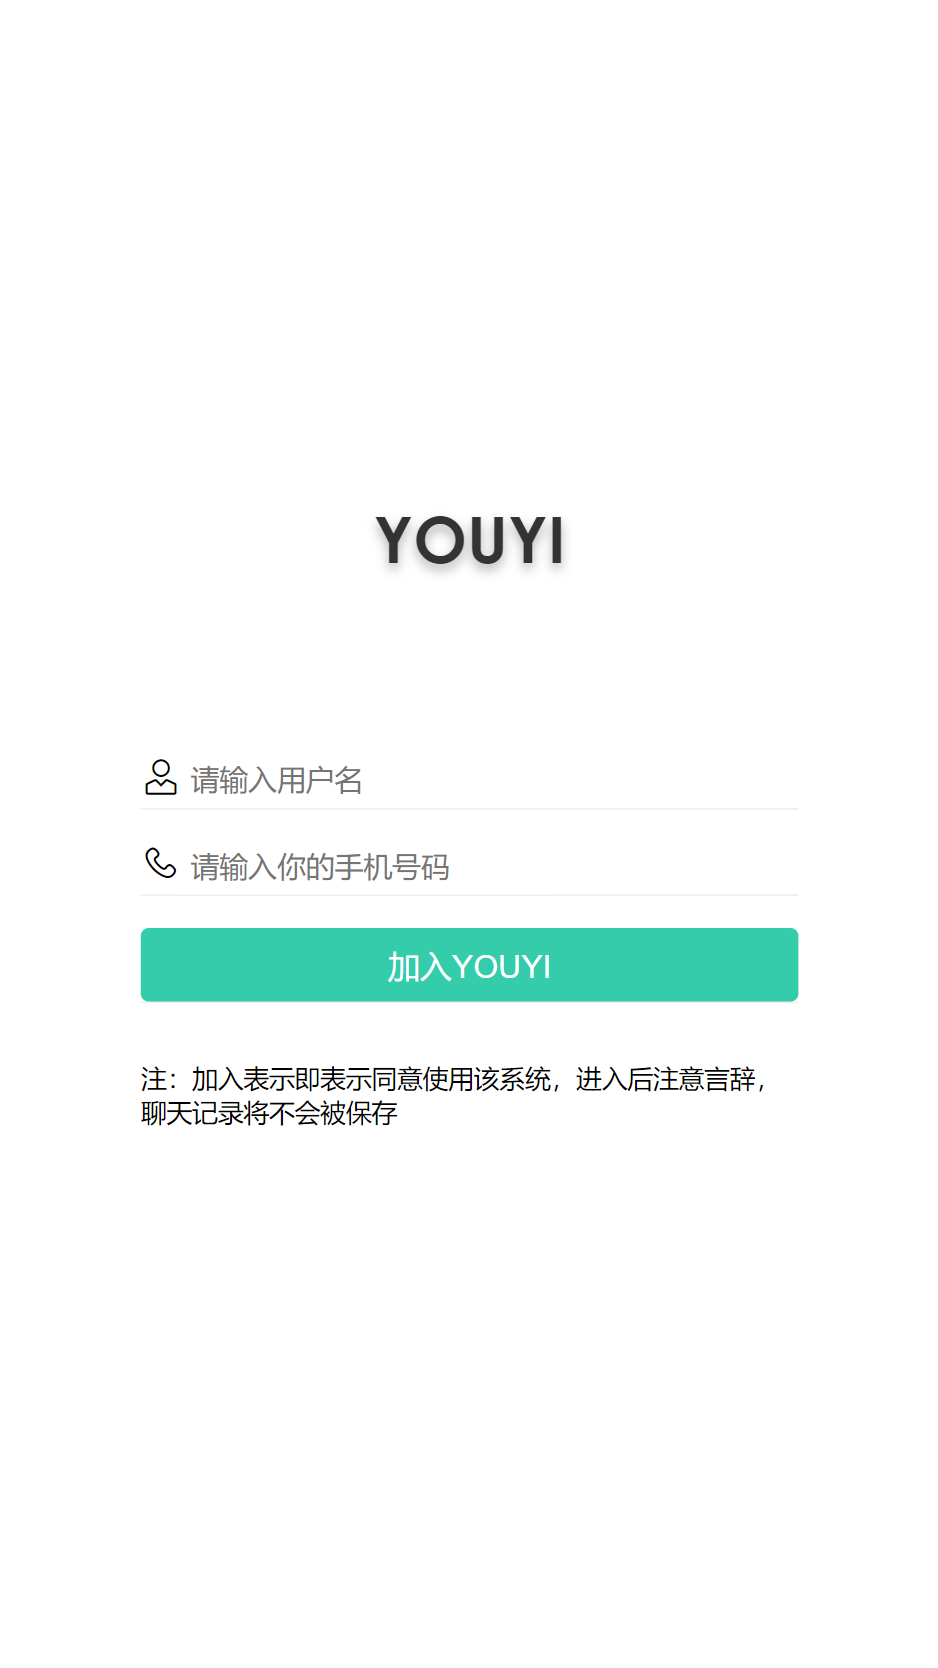 YOUYI
请输入用户名
请输入你的手机号码
加入YOUYI
注：加入表示即表示同意使用该系统，进入后注意言辞，
聊天记录将不会被保存